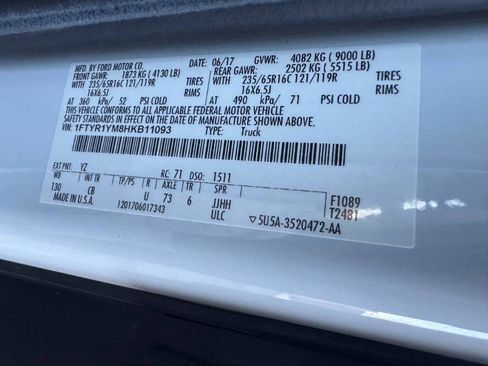 MFD. BY FORD MOTOR CO. 06/17 GVWR: 4082 KG ( 9000 LB)
FRONT GAWR: 1873 KG ( 4130 LB) REAR GAWR: 2502 KG ( 5515 LB)
WITH 235/65R16C 121/119R TIRES WITH 235/65R16C 121/119R TIRES
16X6.5J RIMS 16X6.5J RIMS
AT 360 kPa/ 52 PSI COLD AT 490 kPa/ 71 PSI COLD
THIS VEHICLE CONFORMS TO ALL APPLICABLE FEDERAL MOTOR VEHICLE
SAFETY STANDARDS IN EFFECT ON THE DATE OF MANUFACTURE SHOWN ABOVE.
VIN: 1FTYR1YM8HKB11093 TYPE: Truck
EXT PNT: YZ RC: 71 DSO: 1511
WB INT TR TP/PS R AXLE TR SPR F1089
130 CB U 73 6 JJHH T2481
MADE IN U.S.A. 1201706017343 ULC ▽5U5A-3520472-AA